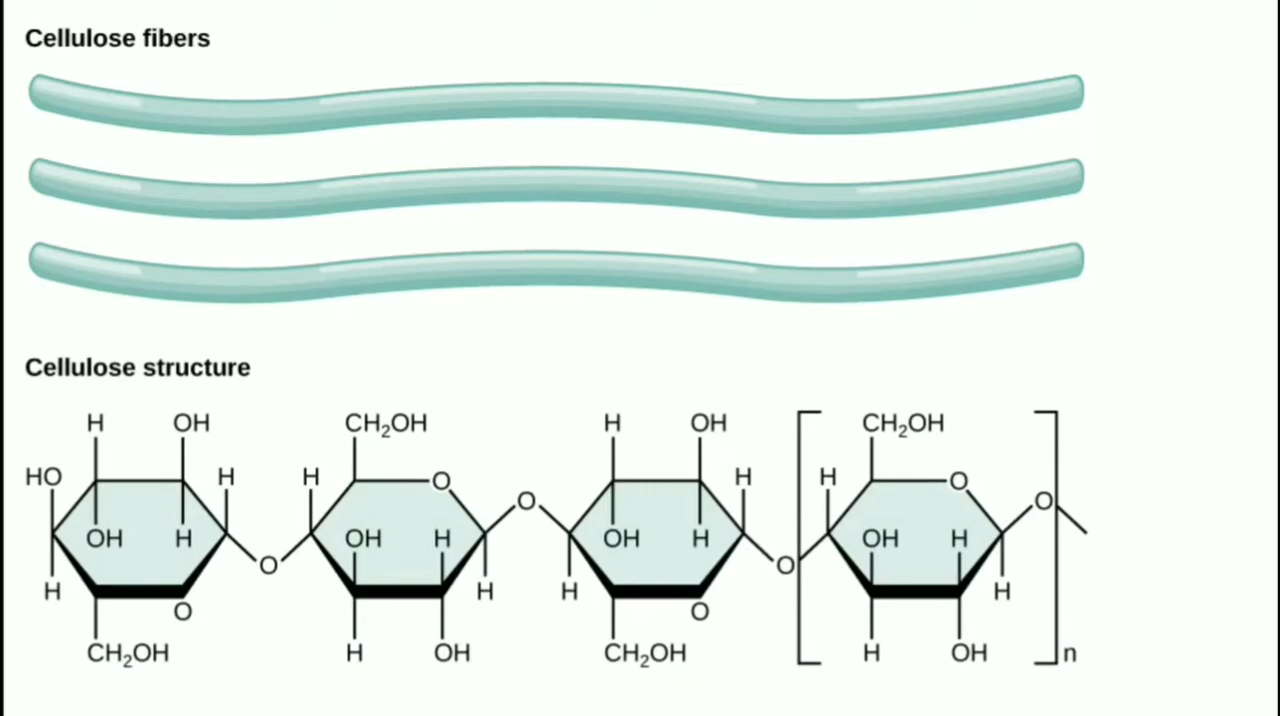 Cellulose fibers
Cellulose structure
H OH CH₂OH H OH CH₂OH
HO H H O H H O
O O
OH H OH H OH H OH H
O O
H H H H
O O
CH₂OH H OH CH₂OH H OH n